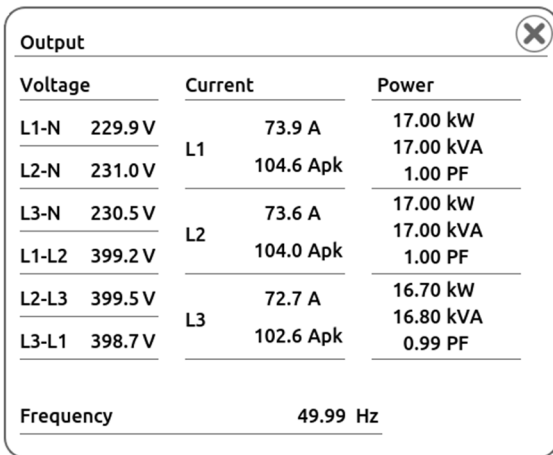 Output
Voltage Current Power
L1-N 229.9 V
L2-N 231.0 V
L3-N 230.5 V
L1-L2 399.2 V
L2-L3 399.5 V
L3-L1 398.7 V
L1
73.9 A
104.6 Apk
L2
73.6 A
104.0 Apk
L3
72.7 A
102.6 Apk
17.00 kW
17.00 kVA
1.00 PF
17.00 kW
17.00 kVA
1.00 PF
16.70 kW
16.80 kVA
0.99 PF
Frequency 49.99 Hz